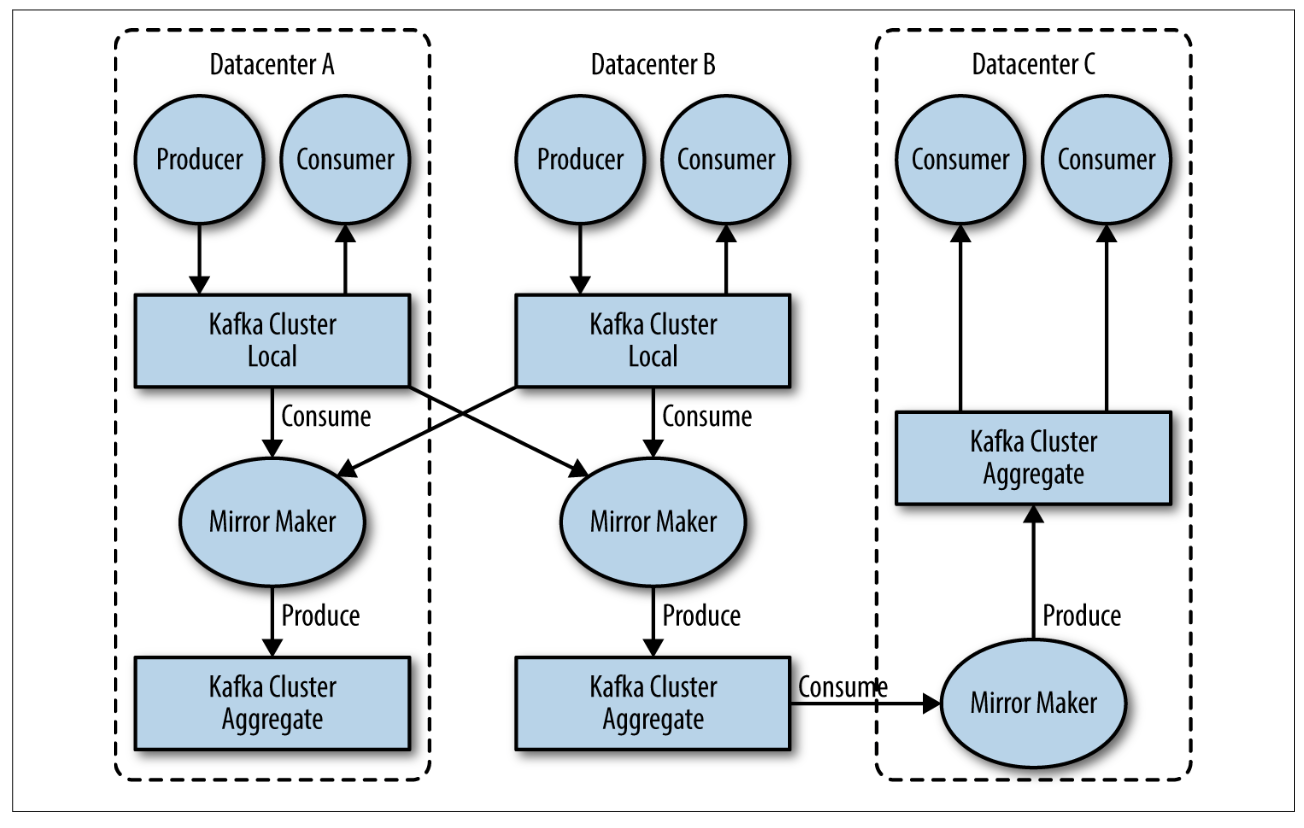 Datacenter A
Datacenter B
Datacenter C
Producer
Consumer
Producer
Consumer
Consumer
Consumer
Kafka Cluster
Local
Kafka Cluster
Local
Consume
Consume
Kafka Cluster
Aggregate
Mirror Maker
Mirror Maker
Produce
Produce
Produce
Kafka Cluster
Aggregate
Kafka Cluster
Aggregate
Consume
Mirror Maker